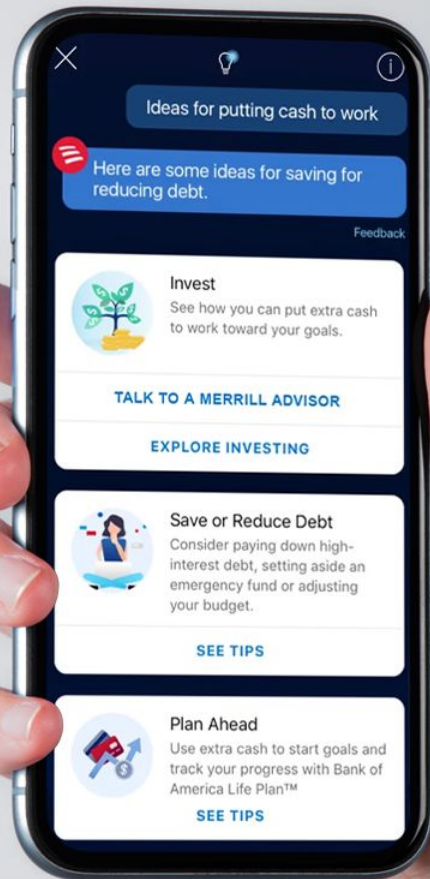 Ideas for putting cash to work
Here are some ideas for saving for
reducing debt.
Feedback
Invest
See how you can put extra cash
to work toward your goals.
TALK TO A MERRILL ADVISOR
EXPLORE INVESTING
Save or Reduce Debt
Consider paying down high-
interest debt, setting aside an
emergency fund or adjusting
your budget.
SEE TIPS
Plan Ahead
Use extra cash to start goals and
track your progress with Bank of
America Life Plan™
SEE TIPS